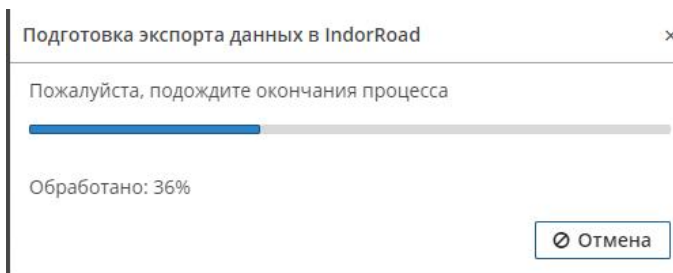 Подготовка экспорта данных в IndorRoad
Пожалуйста, подождите окончания процесса
Обработано: 36%
Отмена